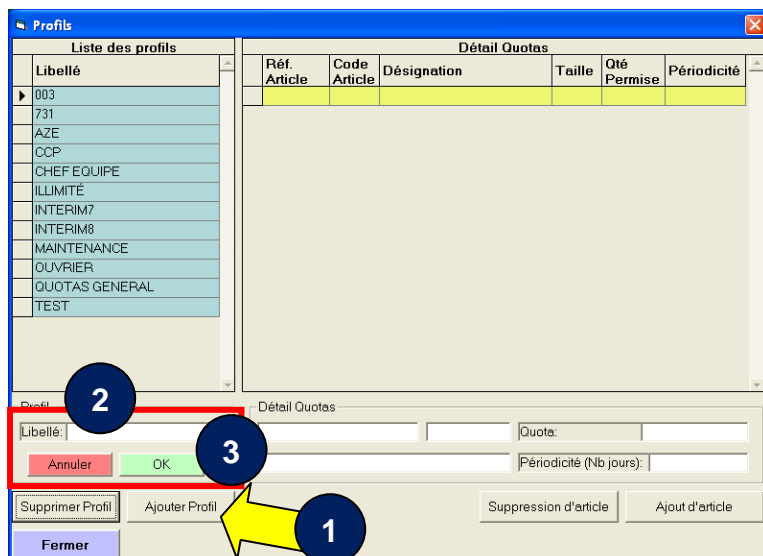 Profils
Liste des profils
Détail Quotas
Libellé
Réf. Article
Code Article
Désignation
Taille
Qté Permise
Périodicité
003
731
AZE
CCP
CHEF EQUIPE
ILLIMITÉ
INTERIM7
INTERIM8
MAINTENANCE
OUVRIER
QUOTAS GENERAL
TEST
Profil
2
Détail Quotas
Libellé:
Quota:
3
Annuler
OK
Périodicité (Nb jours):
Supprimer Profil
Ajouter Profil
1
Suppression d'article
Ajout d'article
Fermer